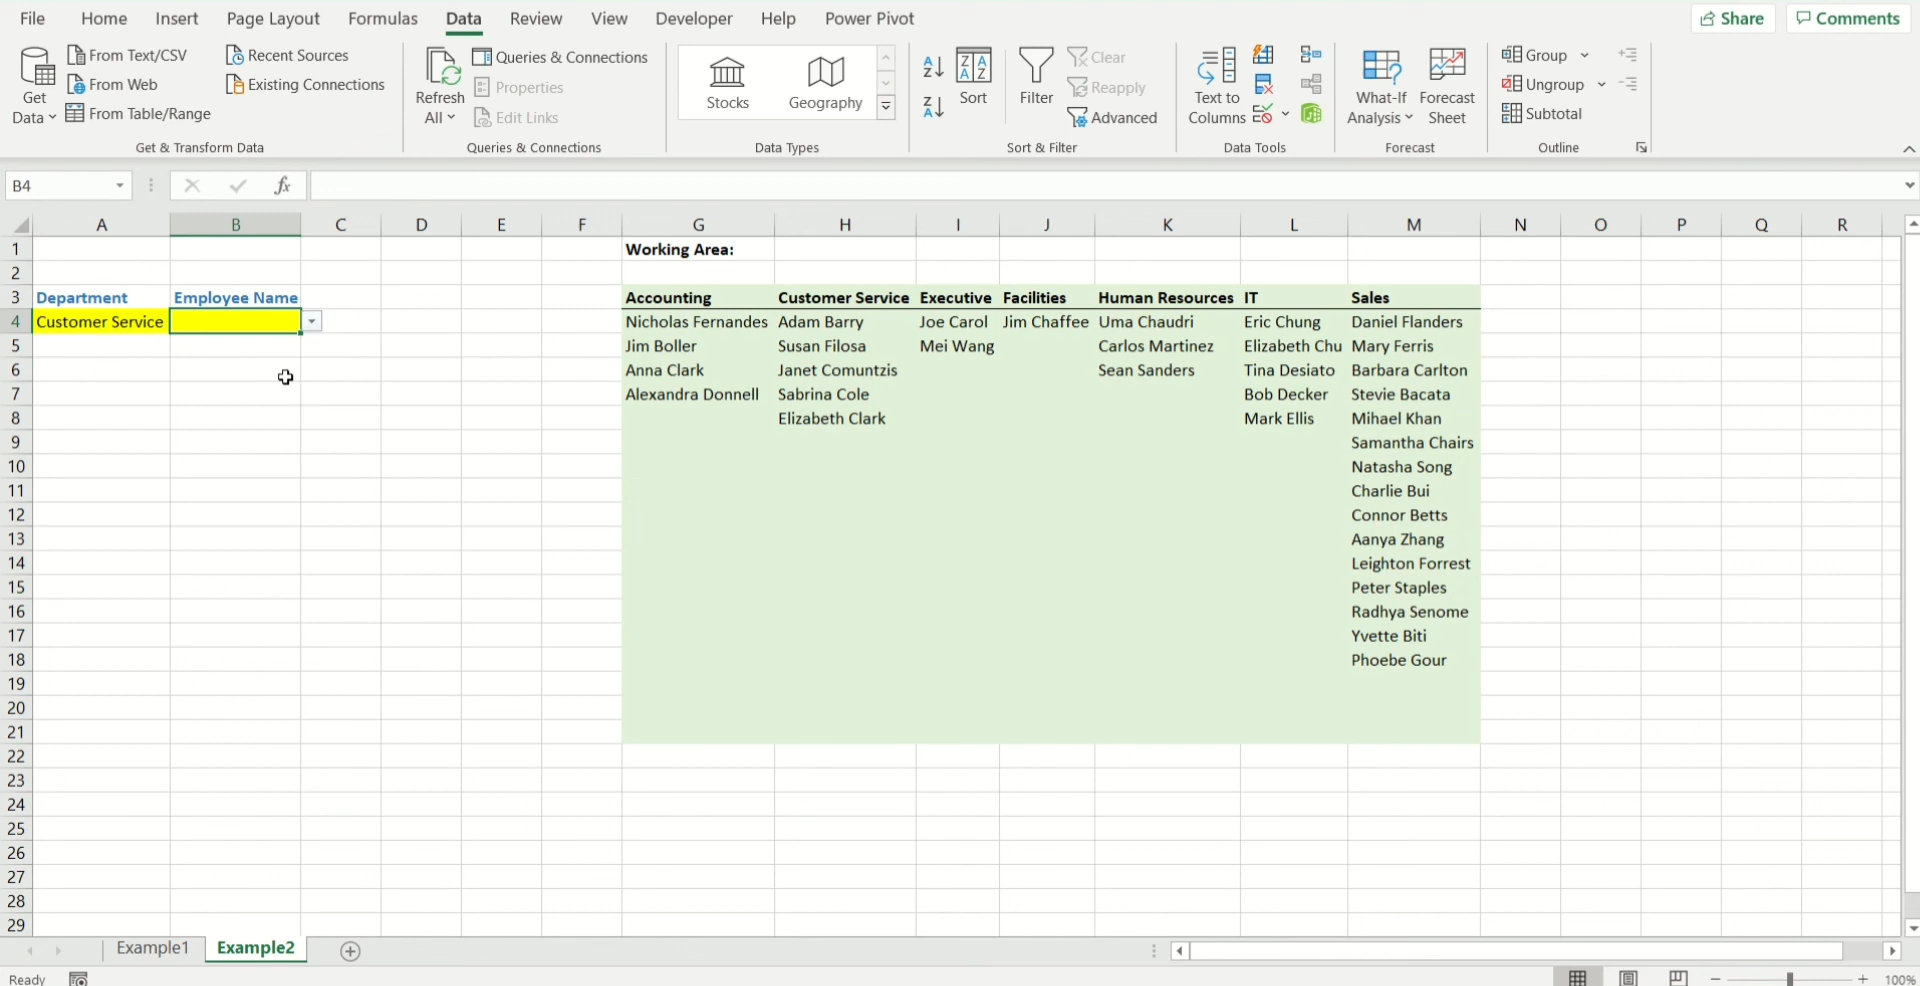 File Home Insert Page Layout Formulas Data Review View Developer Help Power Pivot Share Comments
Get Data
From Text/CSV
From Web
From Table/Range
Recent Sources
Existing Connections
Get & Transform Data
Refresh All
Queries & Connections
Properties
Edit Links
Queries & Connections
Stocks
Geography
Data Types
Sort
Filter
Clear
Reapply
Advanced
Sort & Filter
Text to Columns
Data Tools
What-If Analysis
Forecast Sheet
Forecast
Group
Ungroup
Subtotal
Outline
B4 fx
A B C D E F G H I J K L M N O P Q R
1 Working Area:
2
3 Department Employee Name Accounting Customer Service Executive Facilities Human Resources IT Sales
4 Customer Service Nicholas Fernandes Adam Barry Joe Carol Jim Chaffee Uma Chaudri Eric Chung Daniel Flanders
5 Jim Boller Susan Filosa Mei Wang Carlos Martinez Elizabeth Chu Mary Ferris
6 Anna Clark Janet Comuntzis Sean Sanders Tina Desiato Barbara Carlton
7 Alexandra Donnell Sabrina Cole Bob Decker Stevie Bacata
8 Elizabeth Clark Mark Ellis Mihael Khan
9 Samantha Chairs
10 Natasha Song
11 Charlie Bui
12 Connor Betts
13 Aanya Zhang
14 Leighton Forrest
15 Peter Staples
16 Radhya Senome
17 Yvette Biti
18 Phoebe Gour
19
20
21
22
23
24
25
26
27
28
29
Example1 Example2
Ready 100%